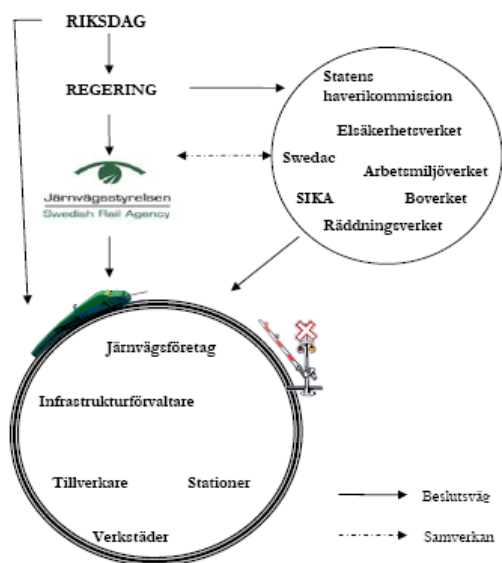 RIKSDAG
REGERING
Statens
haverikommission
Elsäkerhetsverket
Swedac
Arbetsmiljöverket
SIKA
Boverket
Räddningsverket
Järnvägsstyrelsen
Swedish Rail Agency
Järnvägsföretag
Infrastrukturförvaltare
Tillverkare
Stationer
Verkstäder
Beslutsväg
Samverkan